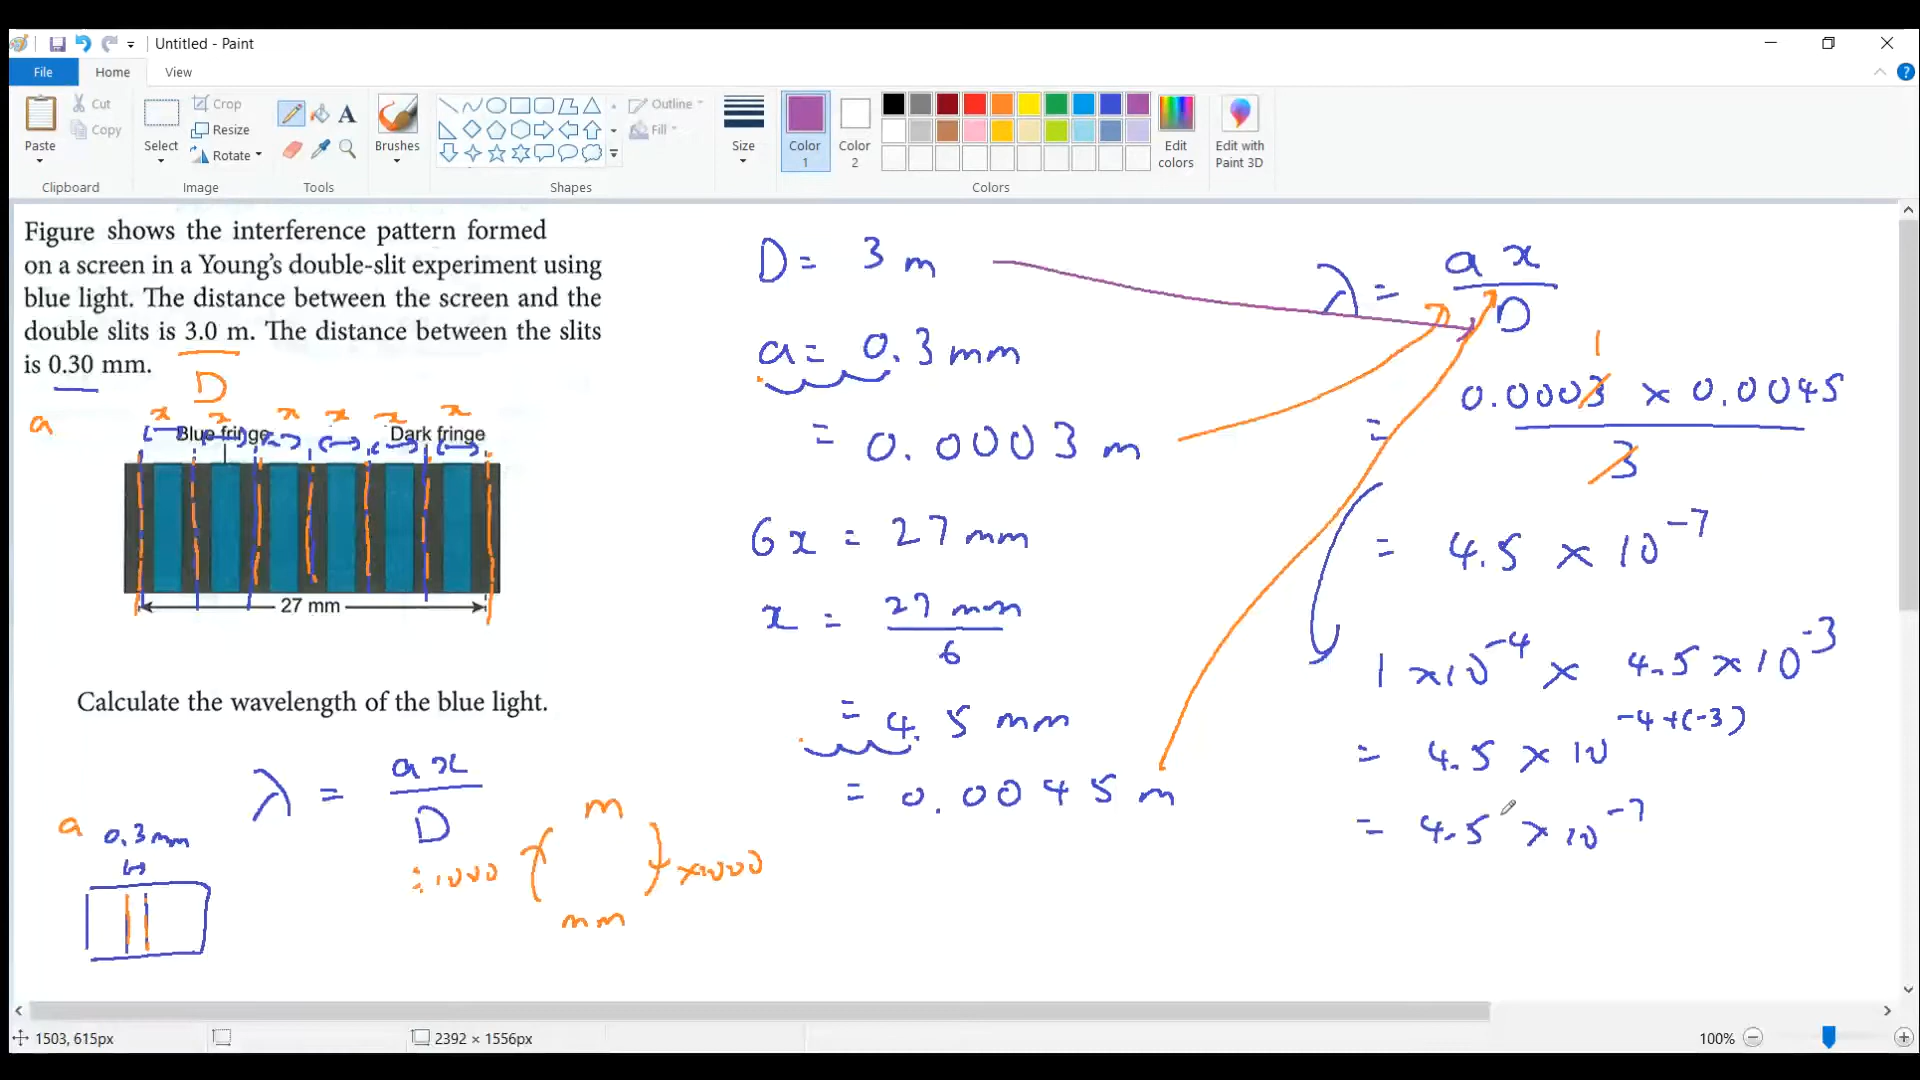 Untitled - Paint
File Home View
Paste
Cut
Copy
Clipboard
Select
Crop
Resize
Rotate
Image
Tools
Brushes
Shapes
Outline
Fill
Size
Color 1
Color 2
Edit colors
Edit with Paint 3D
Colors
Figure shows the interference pattern formed
on a screen in a Young's double-slit experiment using
blue light. The distance between the screen and the
double slits is 3.0 m. The distance between the slits
is 0.30 mm.
D
a
x x x x x x
Blue fringe Dark fringe
27 mm
Calculate the wavelength of the blue light.
λ = ax / D
a
0.3 mm
m
÷1000 ×1000
mm
D = 3 m
a = 0.3 mm
= 0.0003 m
6x = 27 mm
x = 27 mm / 6
= 4.5 mm
= 0.0045 m
λ = ax / D
1
= 0.0003 × 0.0045 / 3
= 4.5 × 10^-7
1 × 10^-4 × 4.5 × 10^-3
= 4.5 × 10^-4+(-3)
= 4.5 × 10^-7
1503, 615px
2392 × 1556px
100%